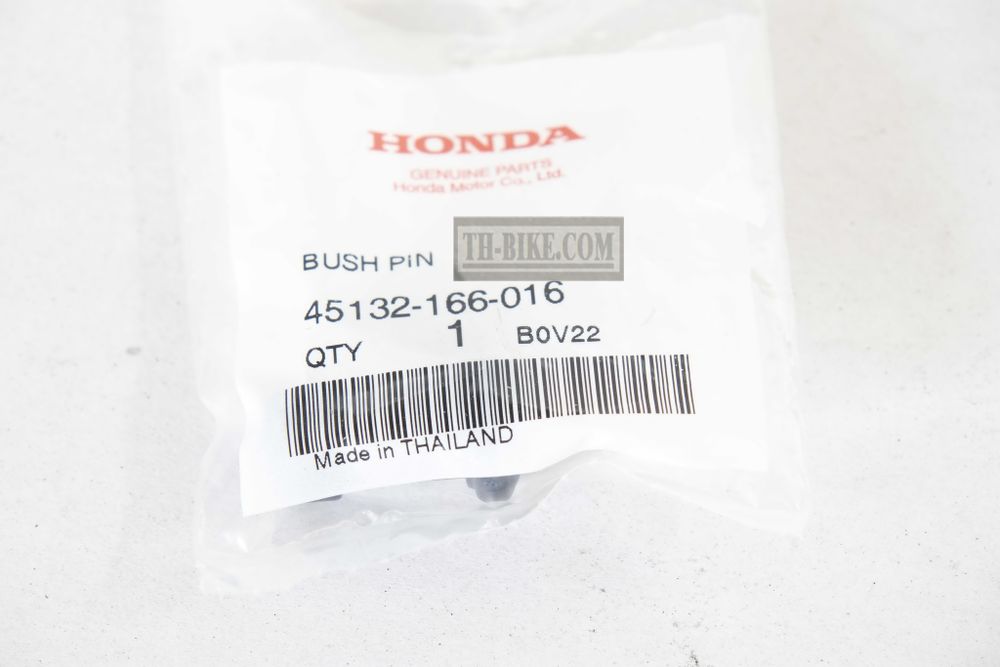 HONDA
GENUINE PARTS
Honda Motor Co., Ltd.
TH-BIKE.COM
BUSH PIN
45132-166-016
QTY 1 B0V22
Made in THAILAND